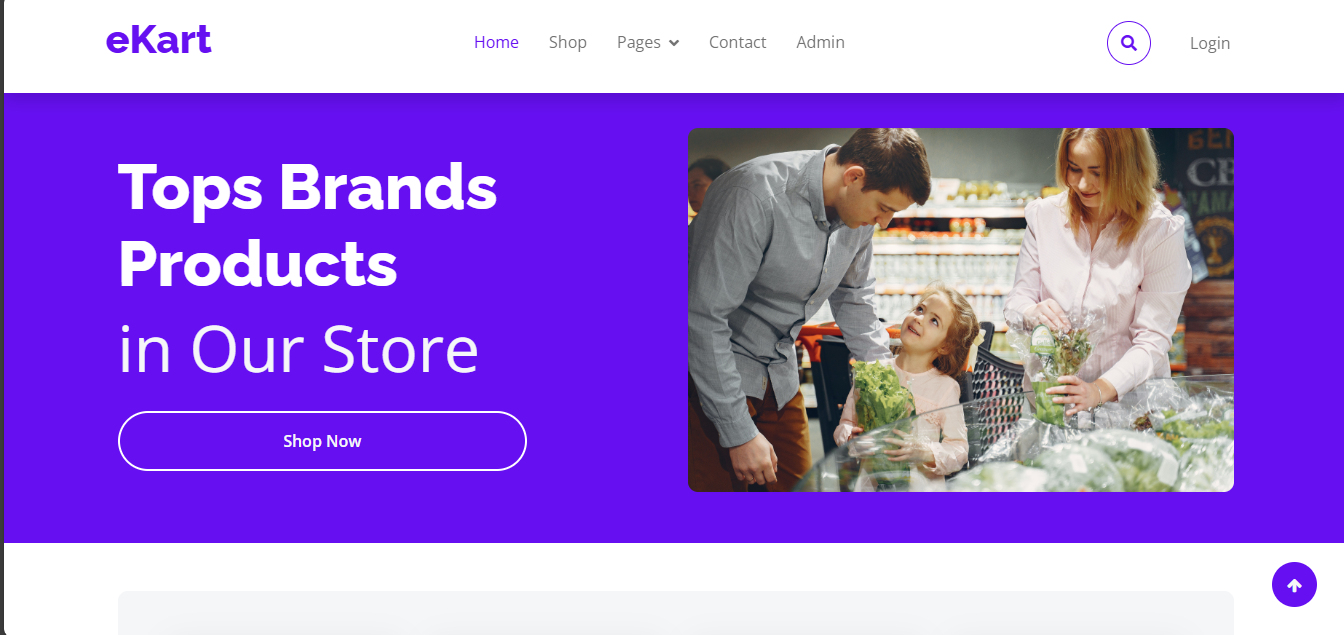 eKart
Home Shop Pages Contact Admin
Login
Tops Brands
Products
in Our Store
Shop Now